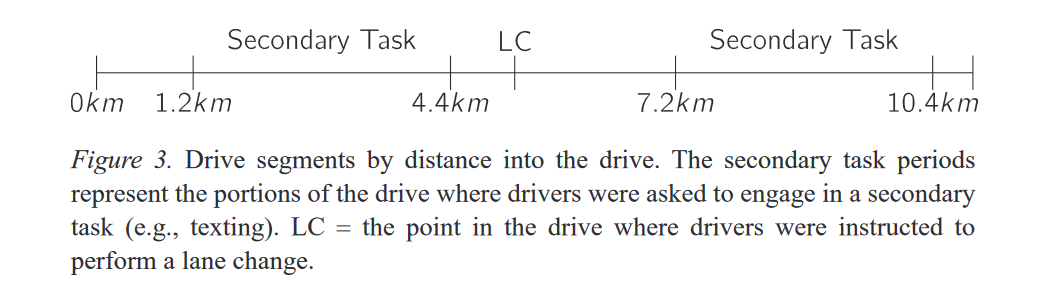 Secondary Task LC Secondary Task
0km 1.2km 4.4km 7.2km 10.4km
Figure 3. Drive segments by distance into the drive. The secondary task periods
represent the portions of the drive where drivers were asked to engage in a secondary
task (e.g., texting). LC = the point in the drive where drivers were instructed to
perform a lane change.